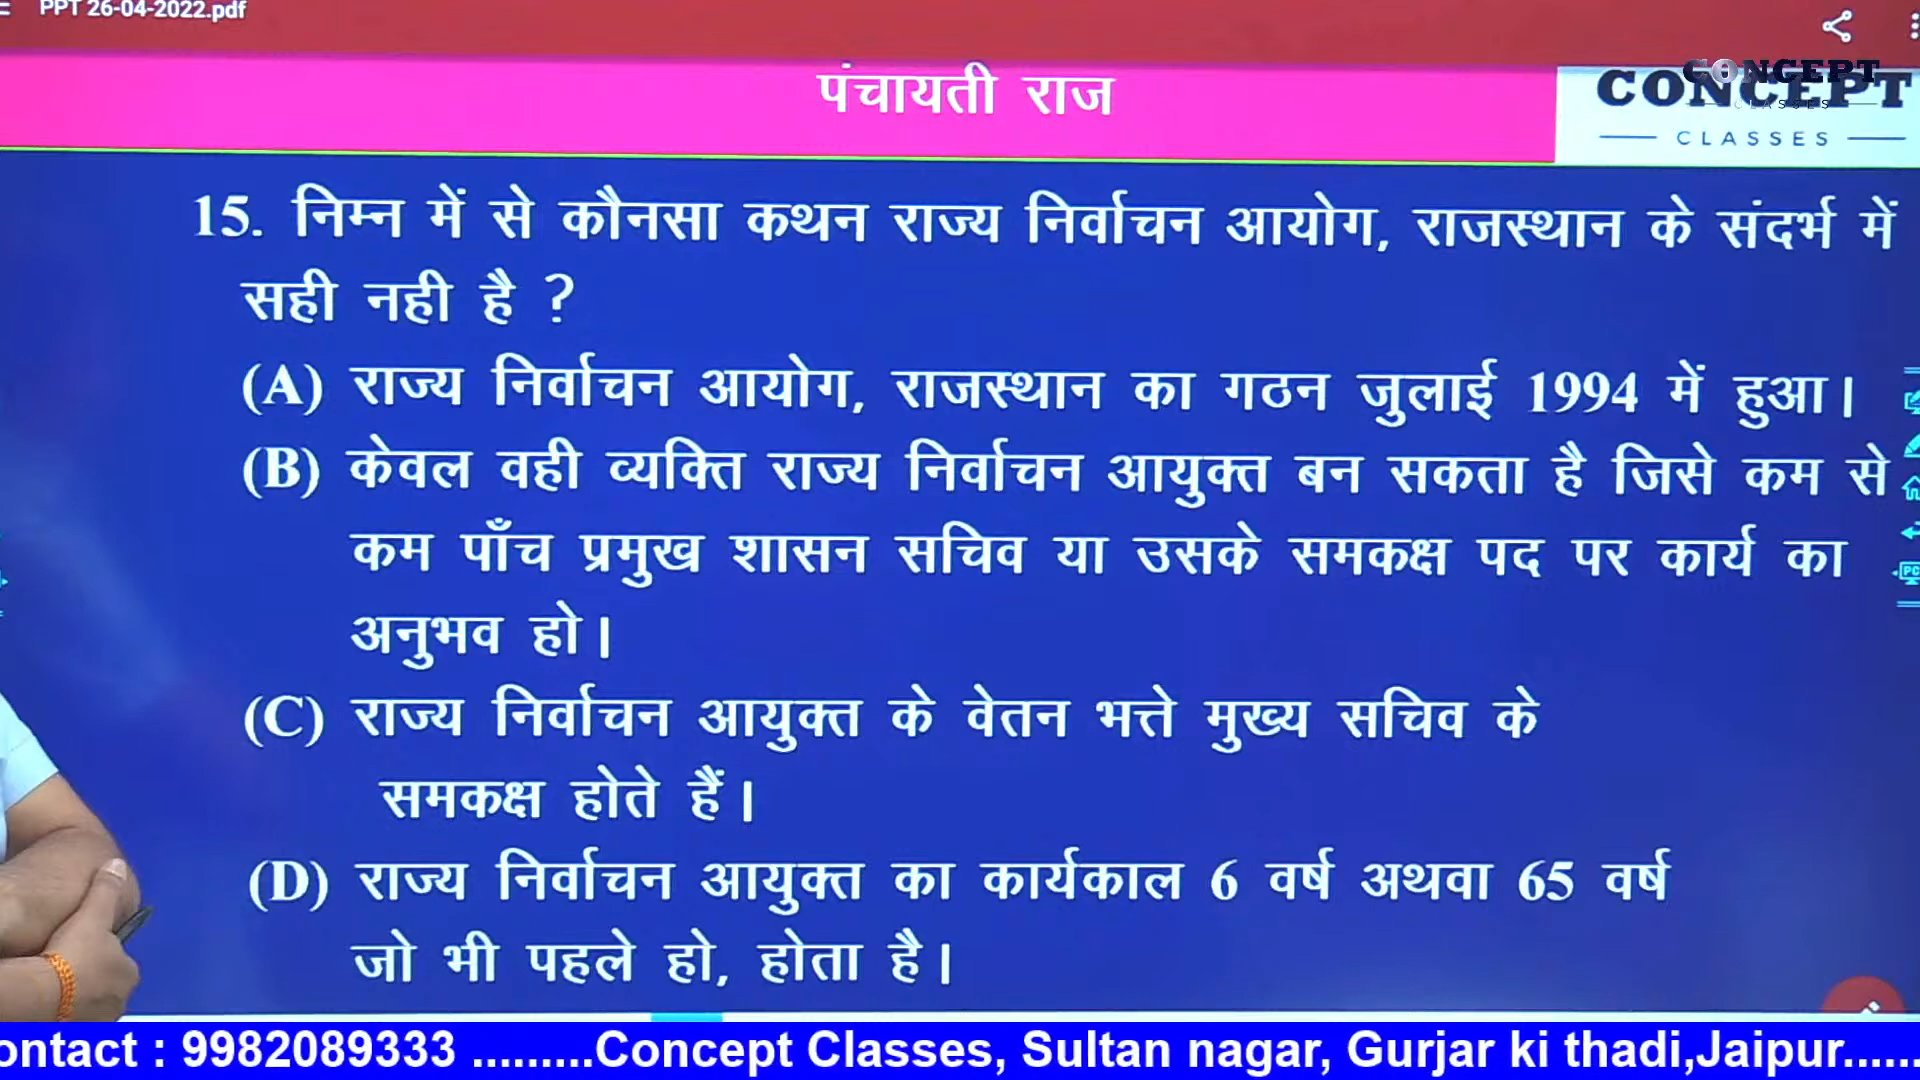 PPT 26-04-2022.pdf
पंचायती राज
CONCEPT
CLASSES
CONCEPT
CLASSES
15. निम्न में से कौनसा कथन राज्य निर्वाचन आयोग, राजस्थान के संदर्भ में
सही नही है ?
(A) राज्य निर्वाचन आयोग, राजस्थान का गठन जुलाई 1994 में हुआ।
(B) केवल वही व्यक्ति राज्य निर्वाचन आयुक्त बन सकता है जिसे कम से
कम पाँच प्रमुख शासन सचिव या उसके समकक्ष पद पर कार्य का
अनुभव हो।
(C) राज्य निर्वाचन आयुक्त के वेतन भत्ते मुख्य सचिव के
समकक्ष होते हैं।
(D) राज्य निर्वाचन आयुक्त का कार्यकाल 6 वर्ष अथवा 65 वर्ष
जो भी पहले हो, होता है।
ontact : 9982089333 .........Concept Classes, Sultan nagar, Gurjar ki thadi,Jaipur......